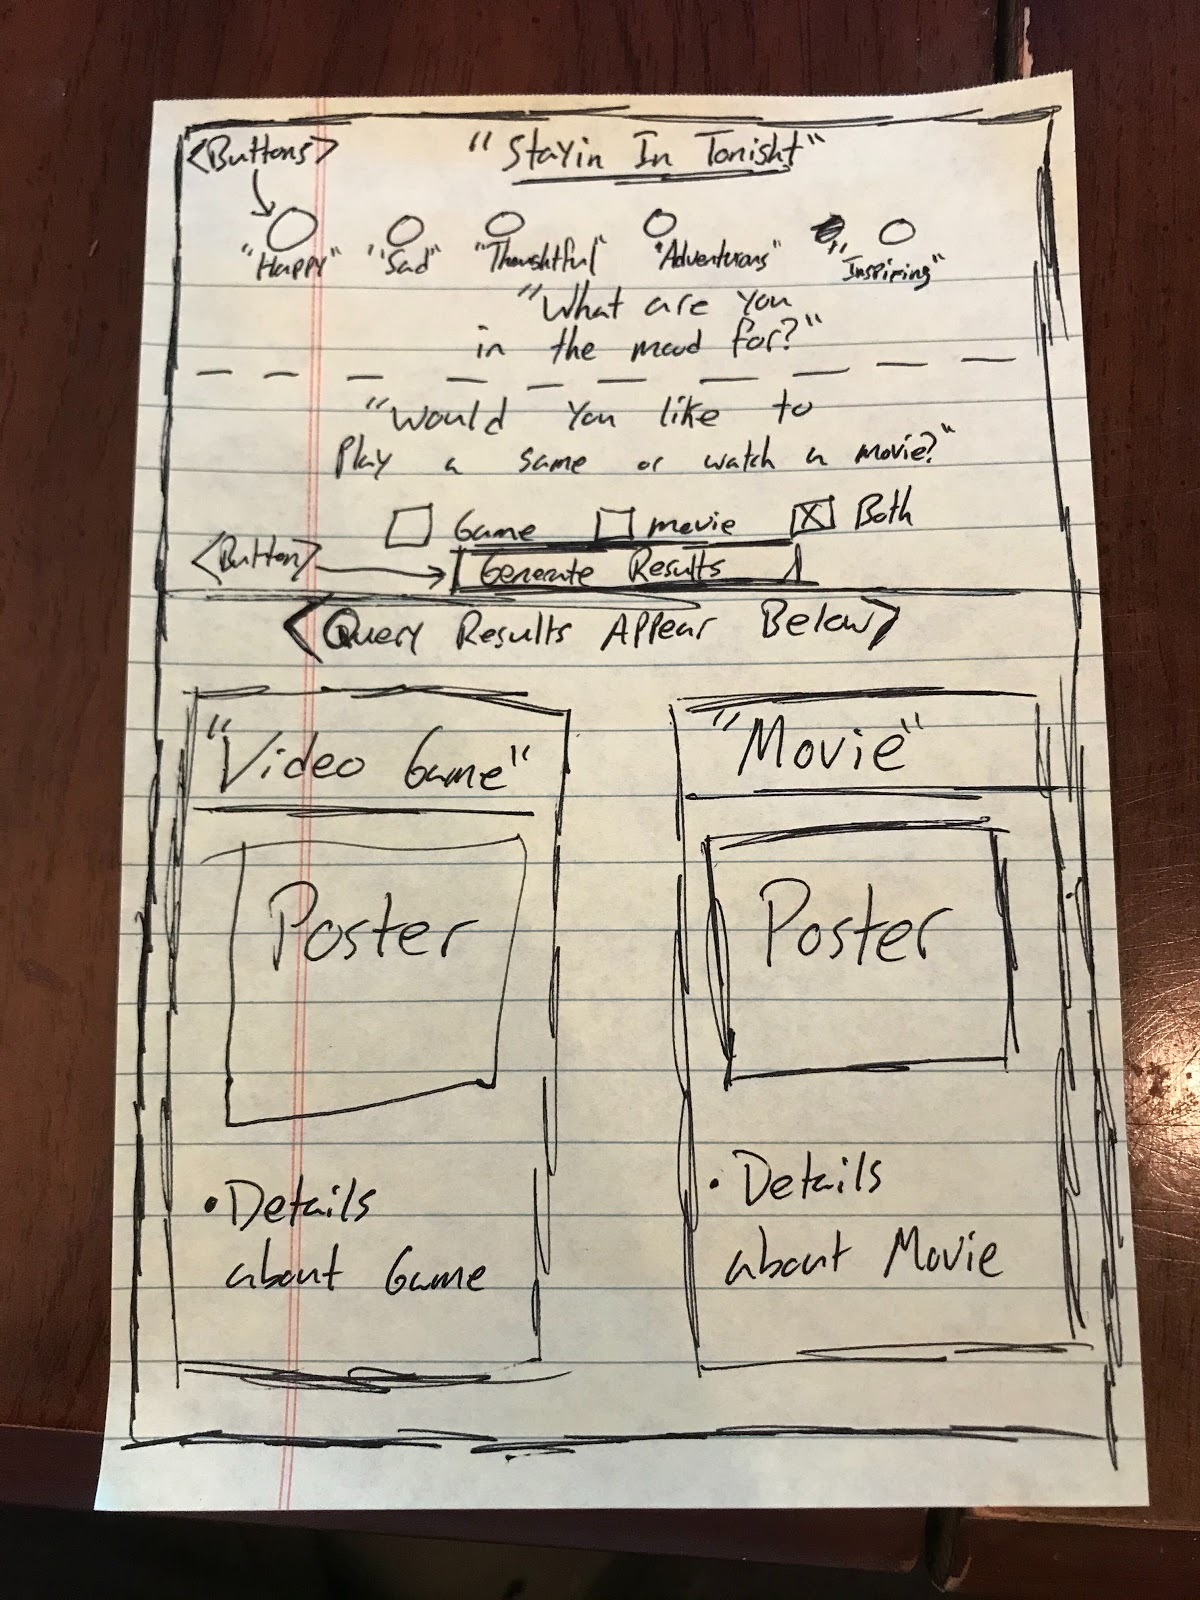 <Buttons> "Stayin In Tonight"
"Happy" "Sad" "Thoughtful" "Adventurous" "Inspiring"
"What are you
in the mood for?"
"Would You like to
Play a game or watch a movie?"
Game movie Both
<Button> Generate Results
<Query Results Appear Below>
"Video Game" "Movie"
Poster Poster
• Details
about Game
• Details
about Movie